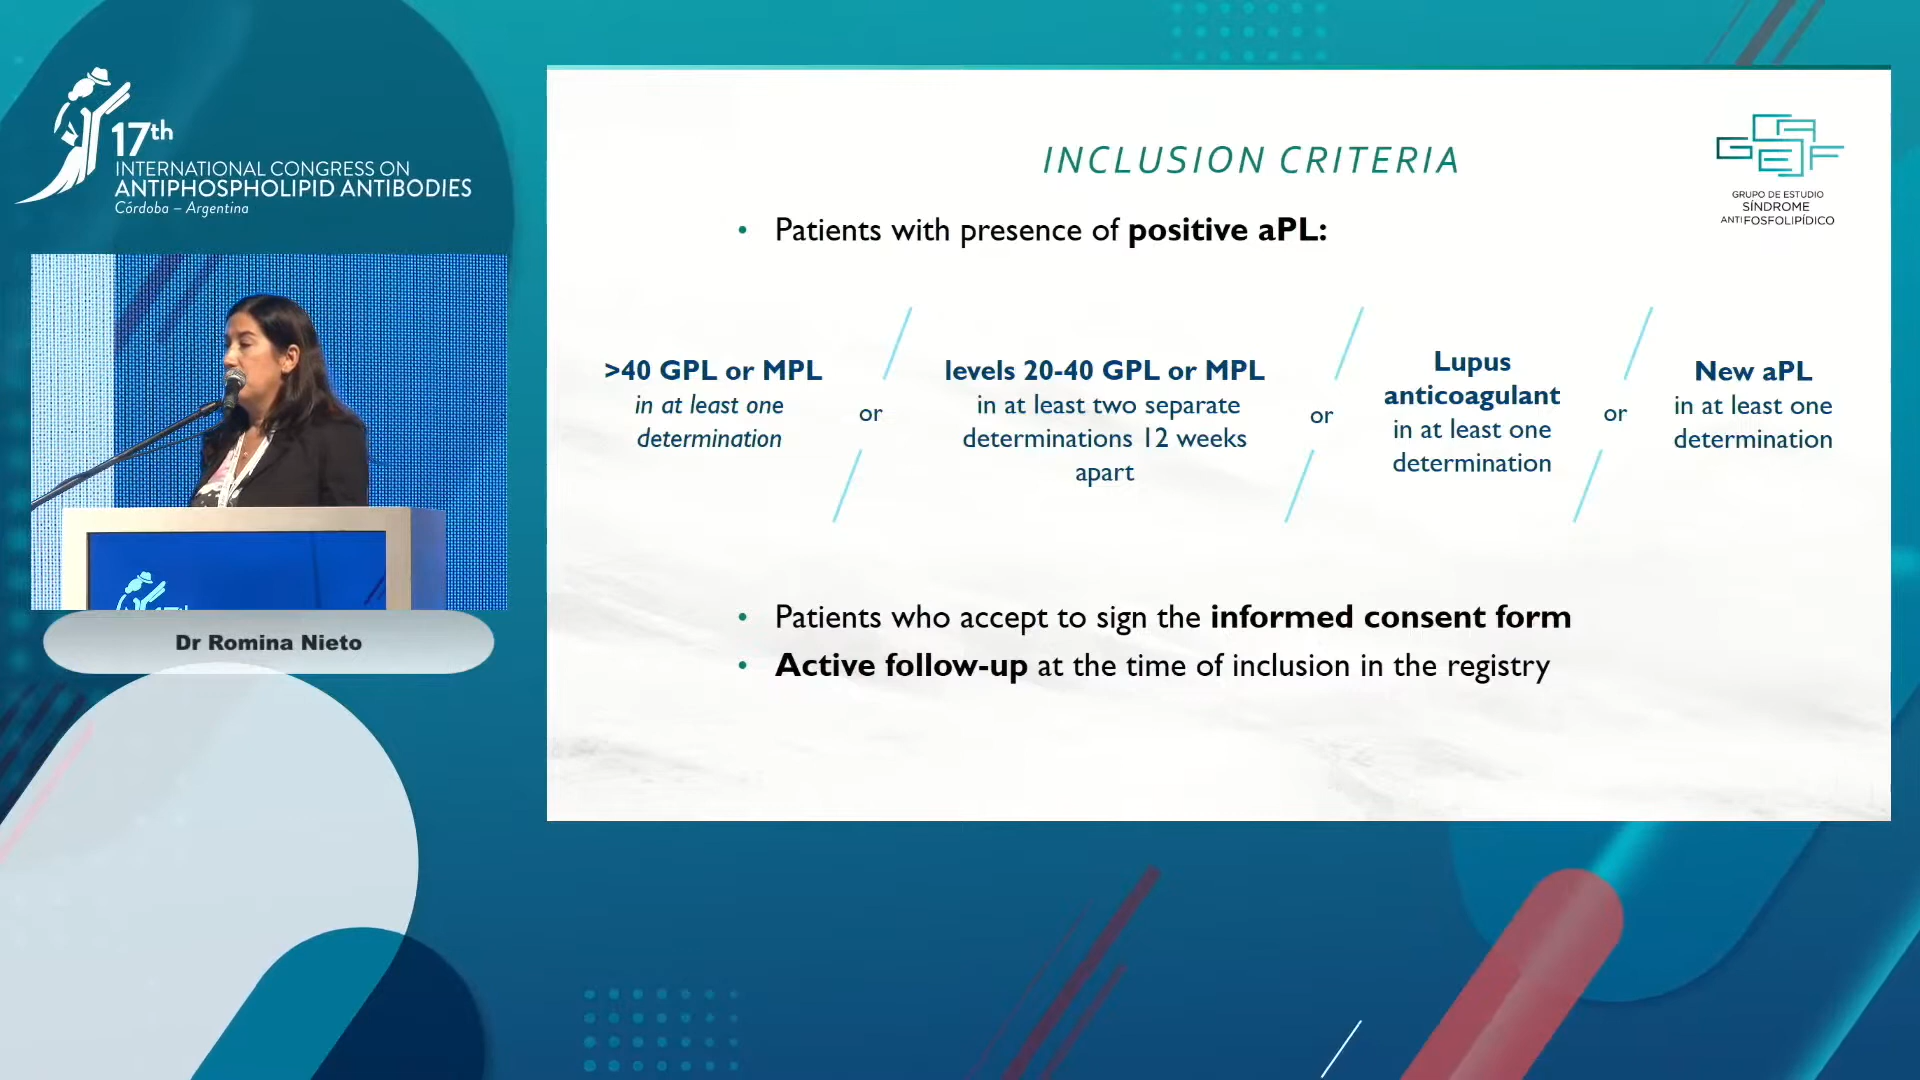 17th
INTERNATIONAL CONGRESS ON
ANTIPHOSPHOLIPID ANTIBODIES
Córdoba – Argentina
Dr Romina Nieto
INCLUSION CRITERIA
GESAF
GRUPO DE ESTUDIO
SÍNDROME
ANTIFOSFOLIPÍDICO
• Patients with presence of positive aPL:
>40 GPL or MPL
in at least one
determination
or
levels 20-40 GPL or MPL
in at least two separate
determinations 12 weeks
apart
or
Lupus
anticoagulant
in at least one
determination
or
New aPL
in at least one
determination
• Patients who accept to sign the informed consent form
• Active follow-up at the time of inclusion in the registry